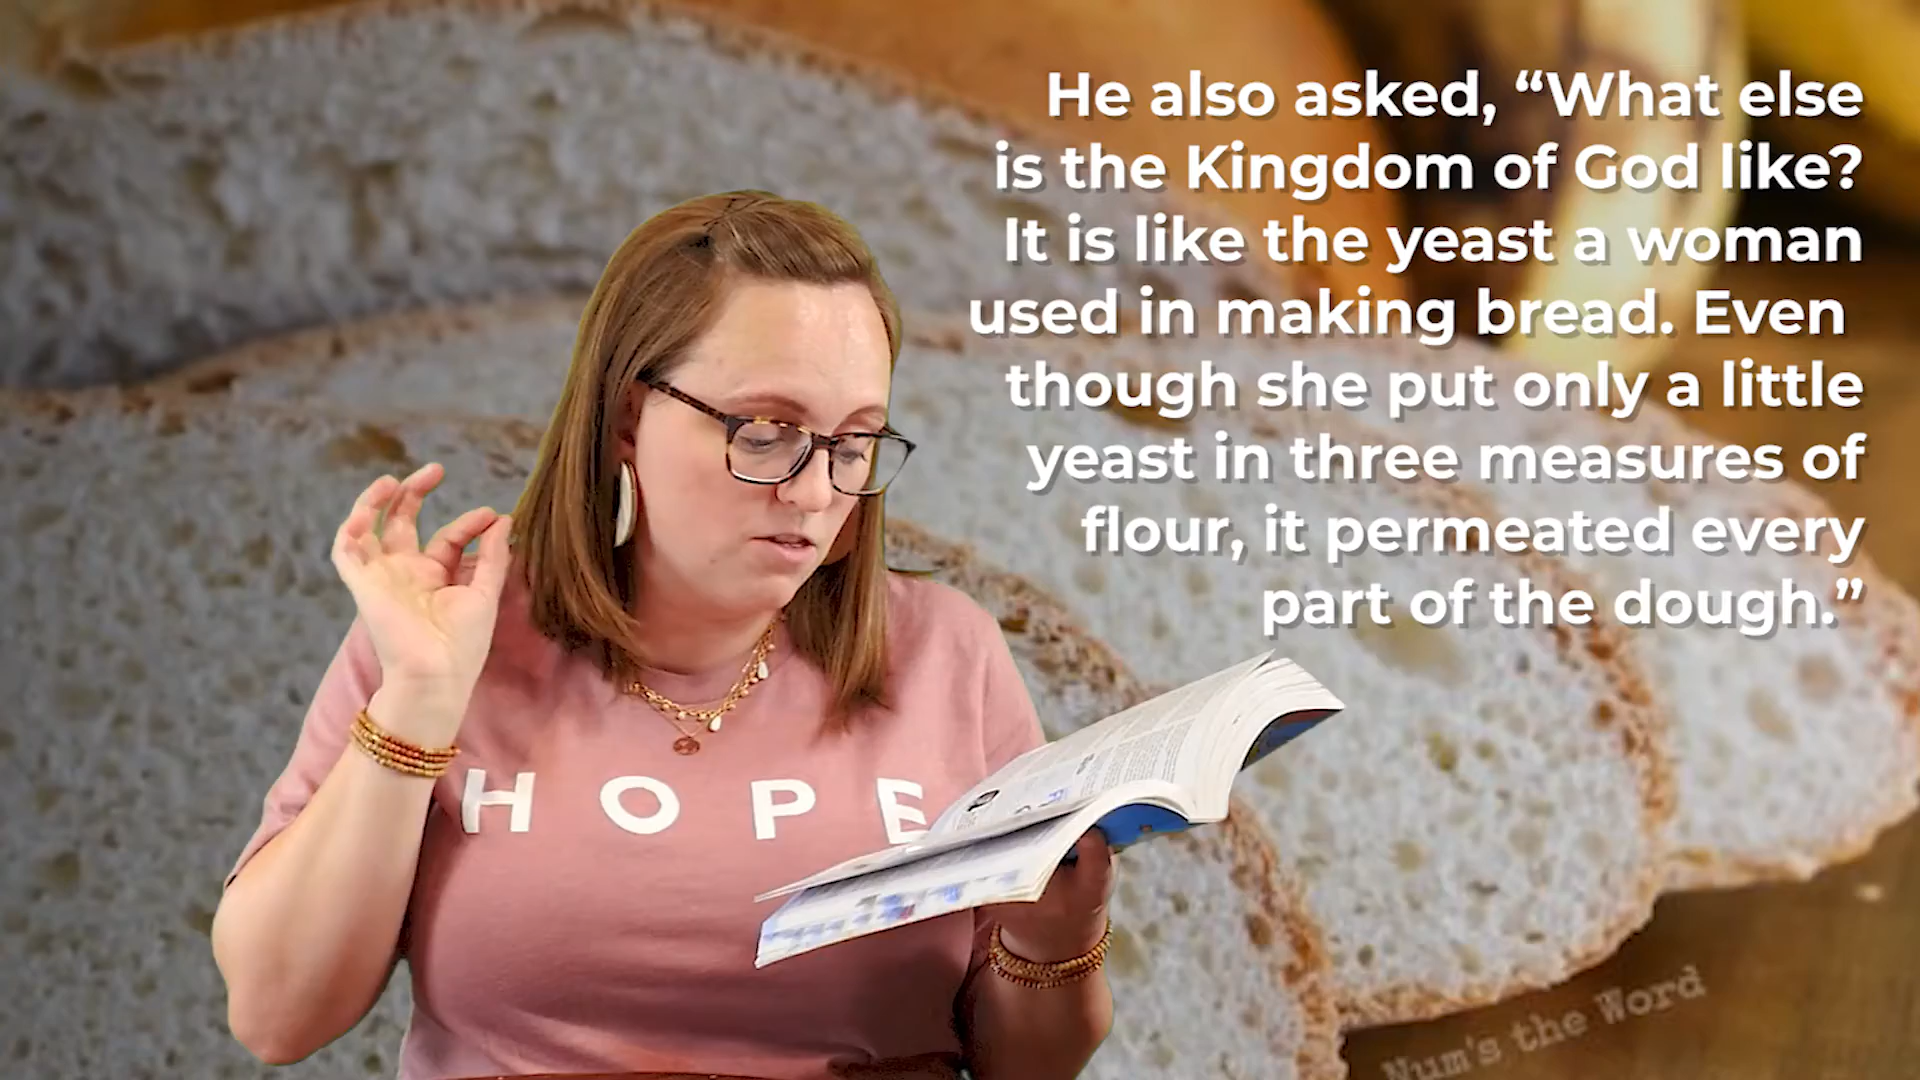 He also asked, “What else
is the Kingdom of God like?
It is like the yeast a woman
used in making bread. Even
though she put only a little
yeast in three measures of
flour, it permeated every
part of the dough.”
HOPE
Num's the Word